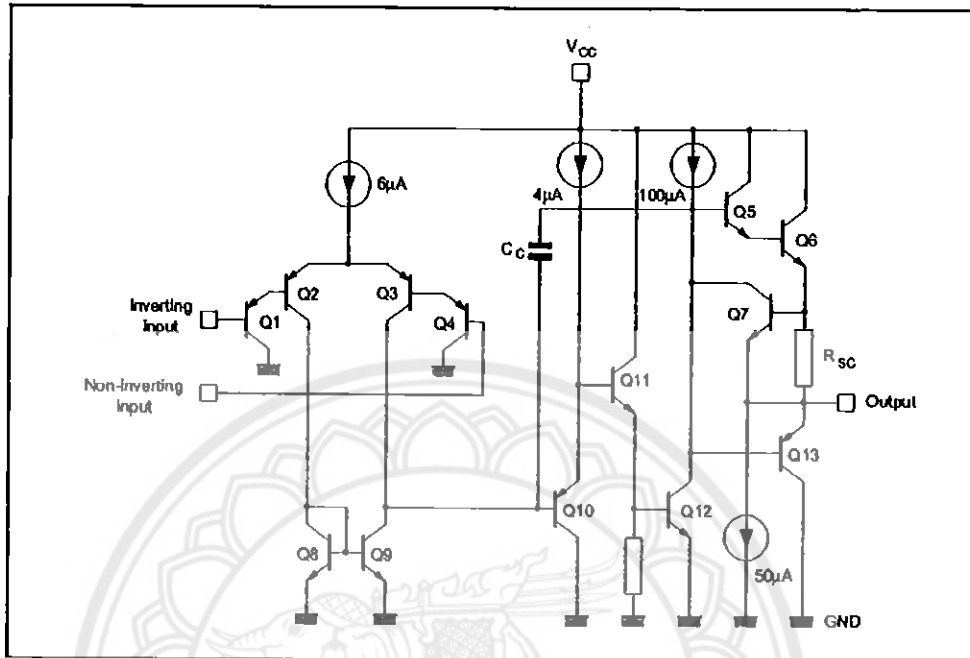 V_CC
6µA
4µA
100µA
Q5
Q6
C_C
Q2
Q3
Q7
Inverting
Input
Q1
Q4
R_SC
Non-Inverting
Input
Q11
Output
Q13
Q10
Q12
Q8
Q9
50µA
GND